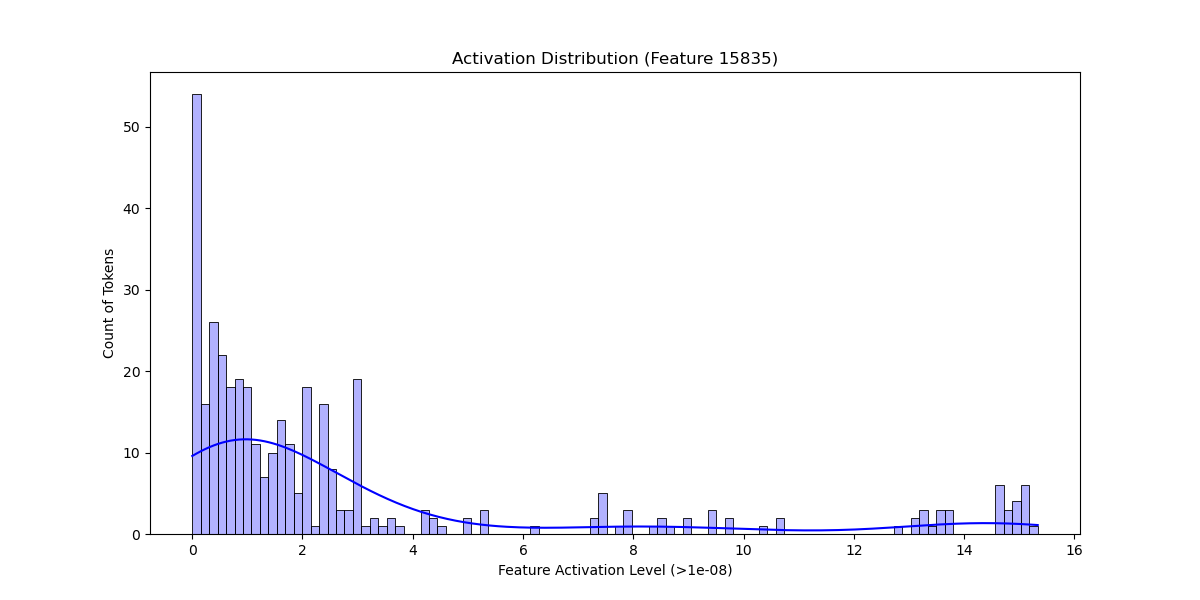 Activation Distribution (Feature 15835)
50
40
30
20
10
0
Count of Tokens
0 2 4 6 8 10 12 14 16
Feature Activation Level (>1e-08)